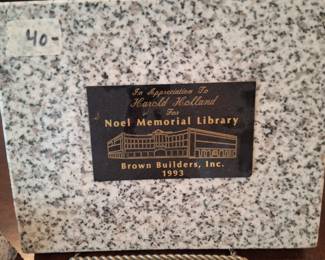 40-
In Appreciation To
Harold Holland
For
Noel Memorial Library
Brown Builders, Inc.
1993